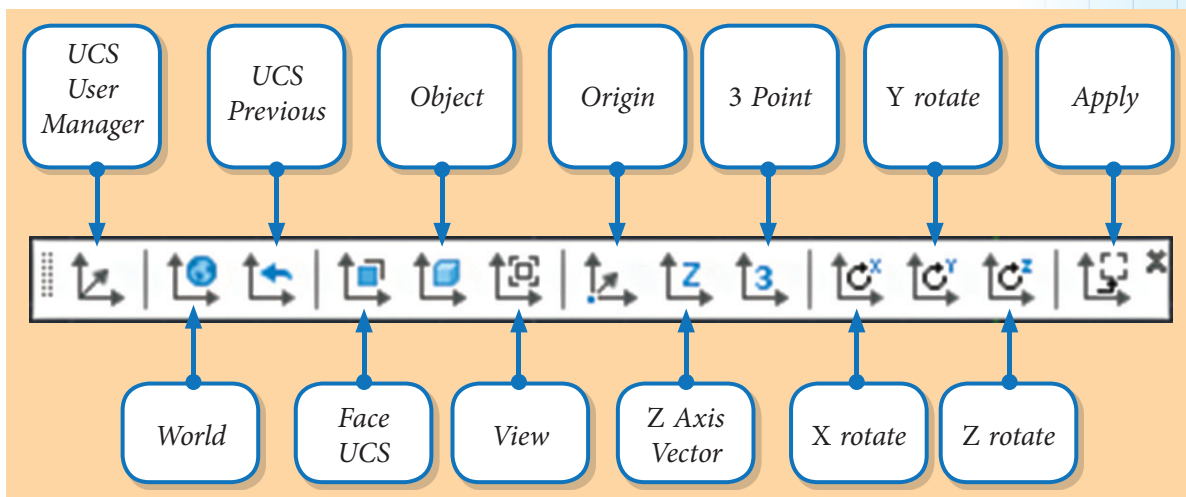 UCS
User
Manager
UCS
Previous
Object
Origin
3 Point
Y rotate
Apply
Z
3
X
Y
Z
World
Face
UCS
View
Z Axis
Vector
X rotate
Z rotate